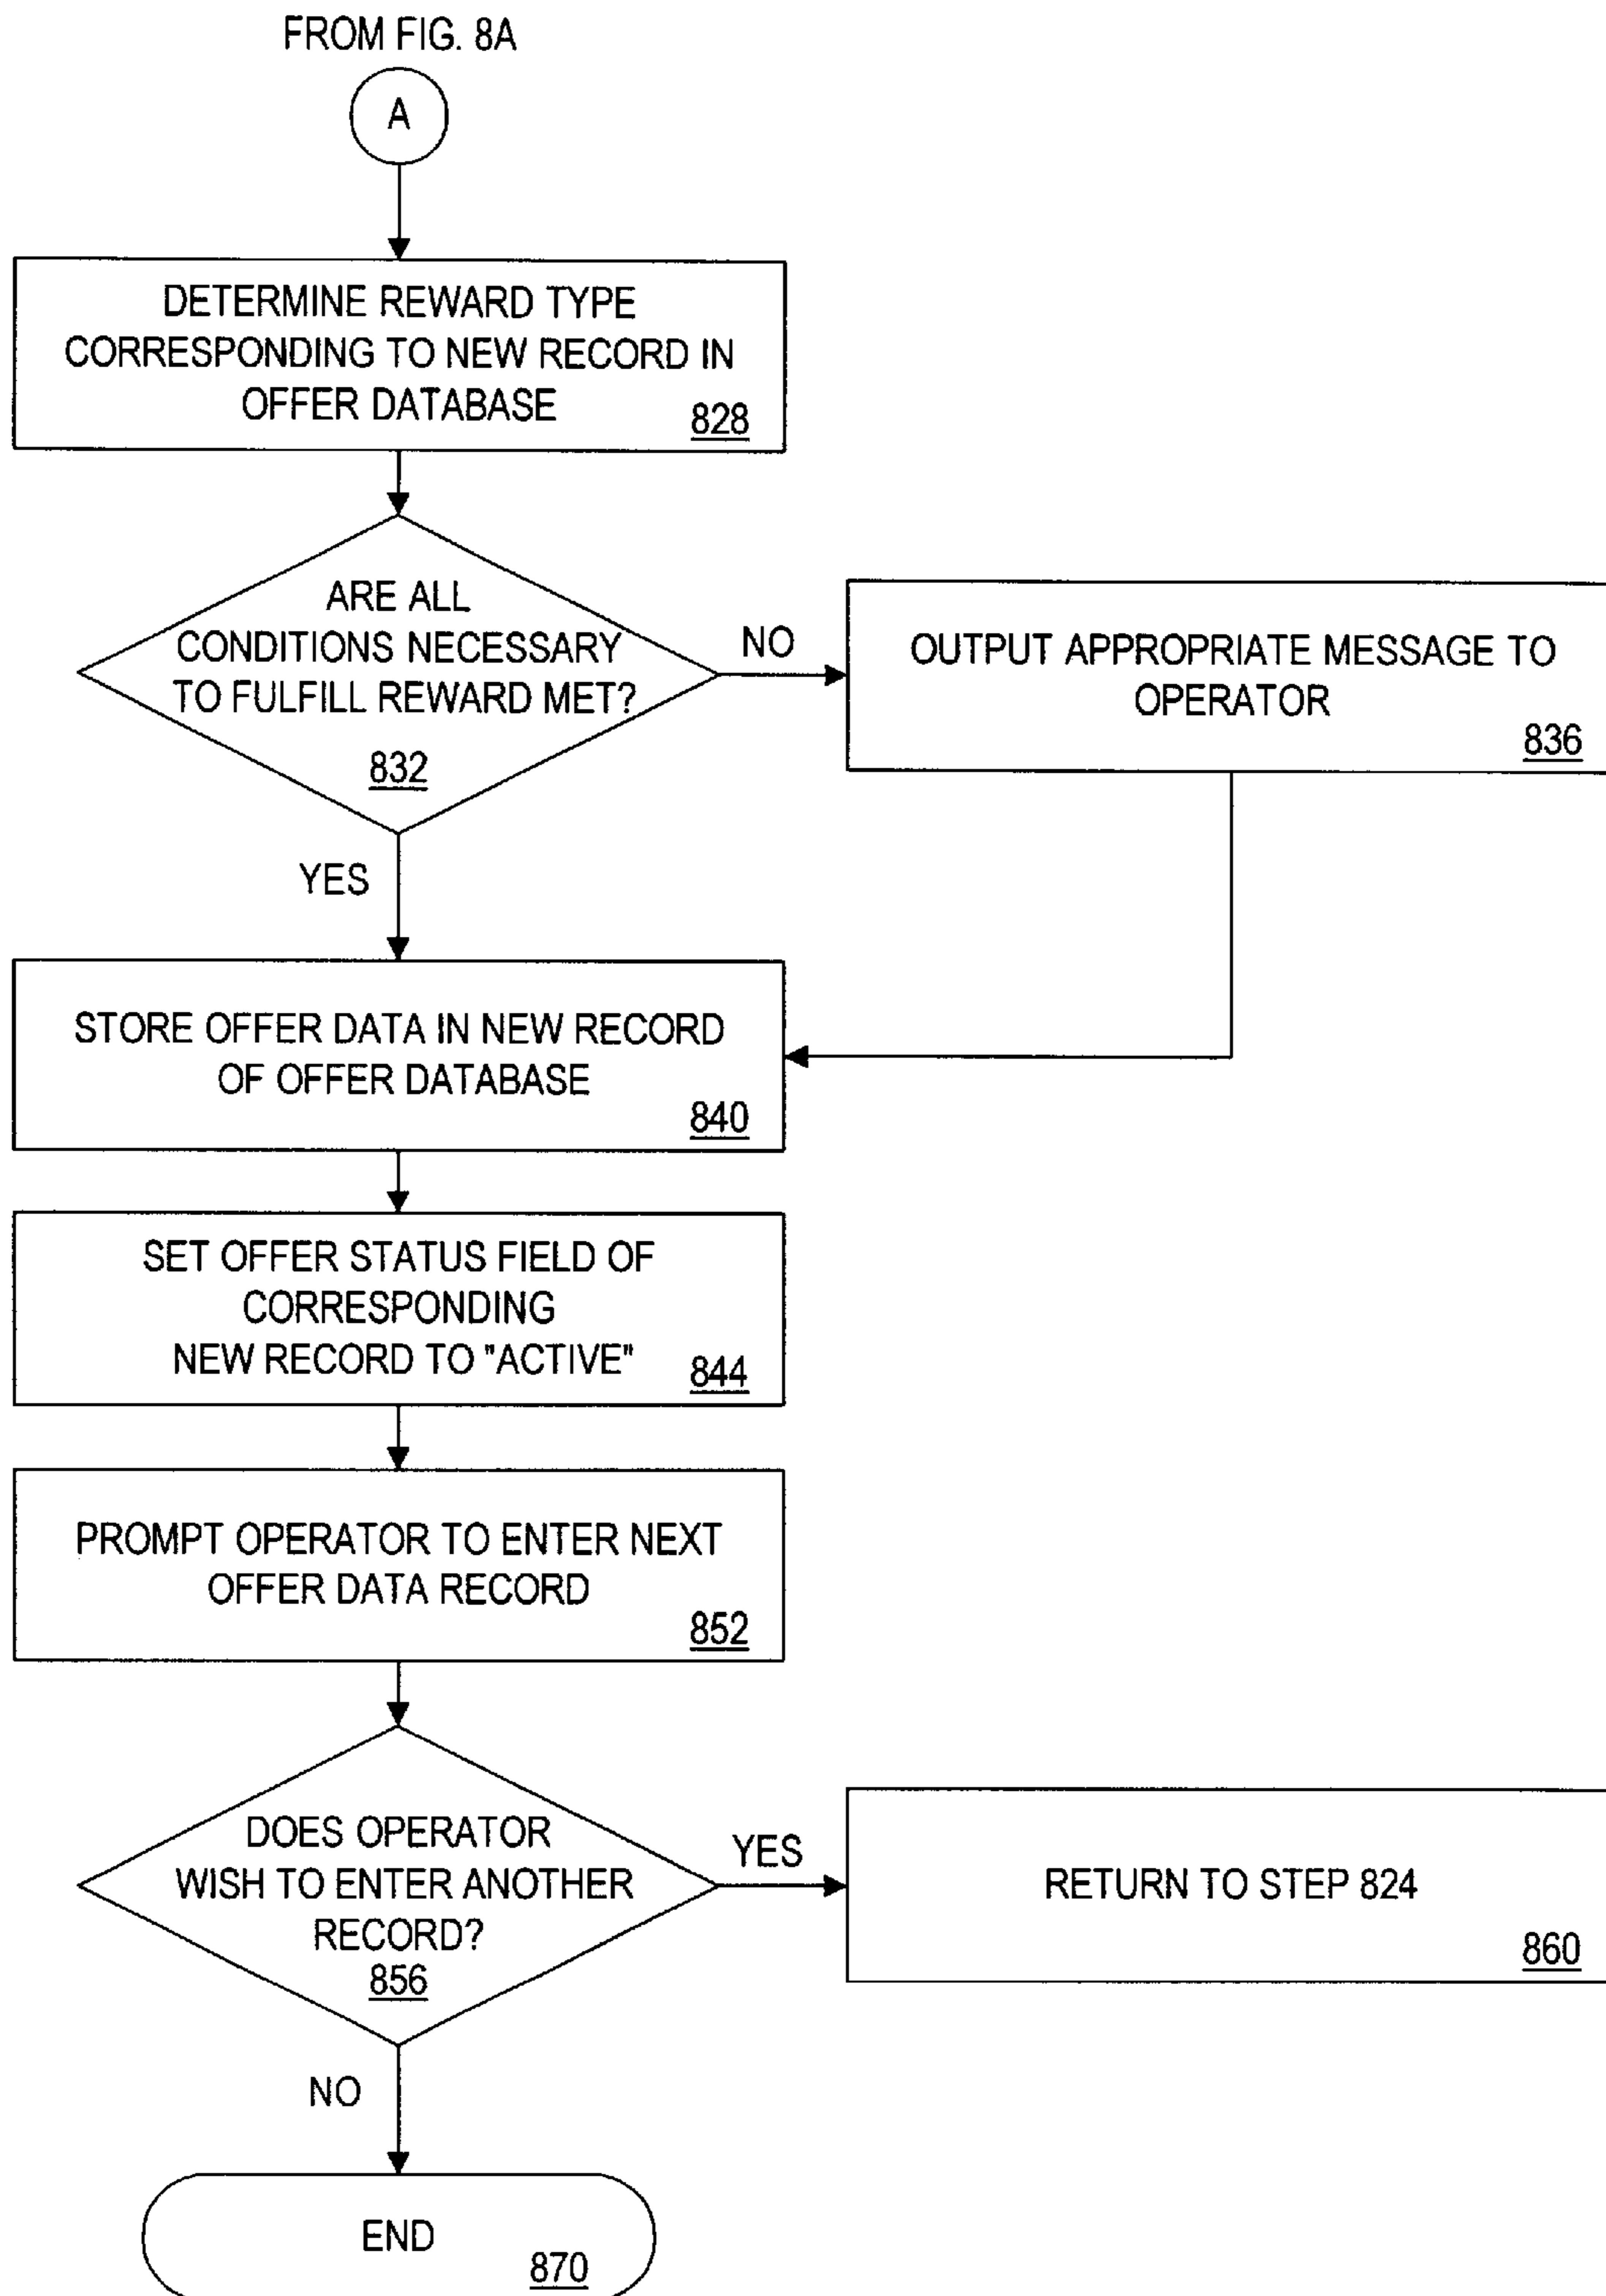 FROM FIG. 8A
A
DETERMINE REWARD TYPE
CORRESPONDING TO NEW RECORD IN
OFFER DATABASE
828
ARE ALL
CONDITIONS NECESSARY
TO FULFILL REWARD MET?
832
NO
OUTPUT APPROPRIATE MESSAGE TO
OPERATOR
836
YES
STORE OFFER DATA IN NEW RECORD
OF OFFER DATABASE
840
SET OFFER STATUS FIELD OF
CORRESPONDING
NEW RECORD TO "ACTIVE"
844
PROMPT OPERATOR TO ENTER NEXT
OFFER DATA RECORD
852
DOES OPERATOR
WISH TO ENTER ANOTHER
RECORD?
856
YES
RETURN TO STEP 824
860
NO
END
870